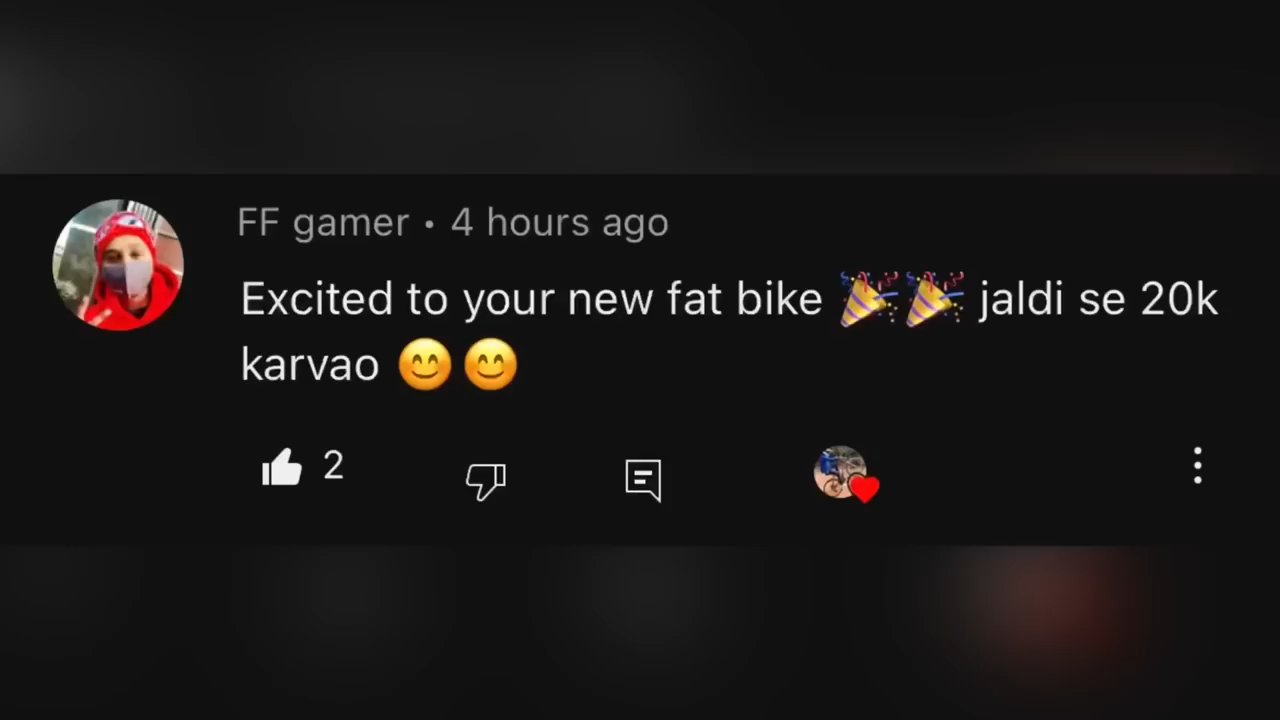 FF gamer • 4 hours ago
Excited to your new fat bike 🎉🎉 jaldi se 20k
karvao 😊😊
2